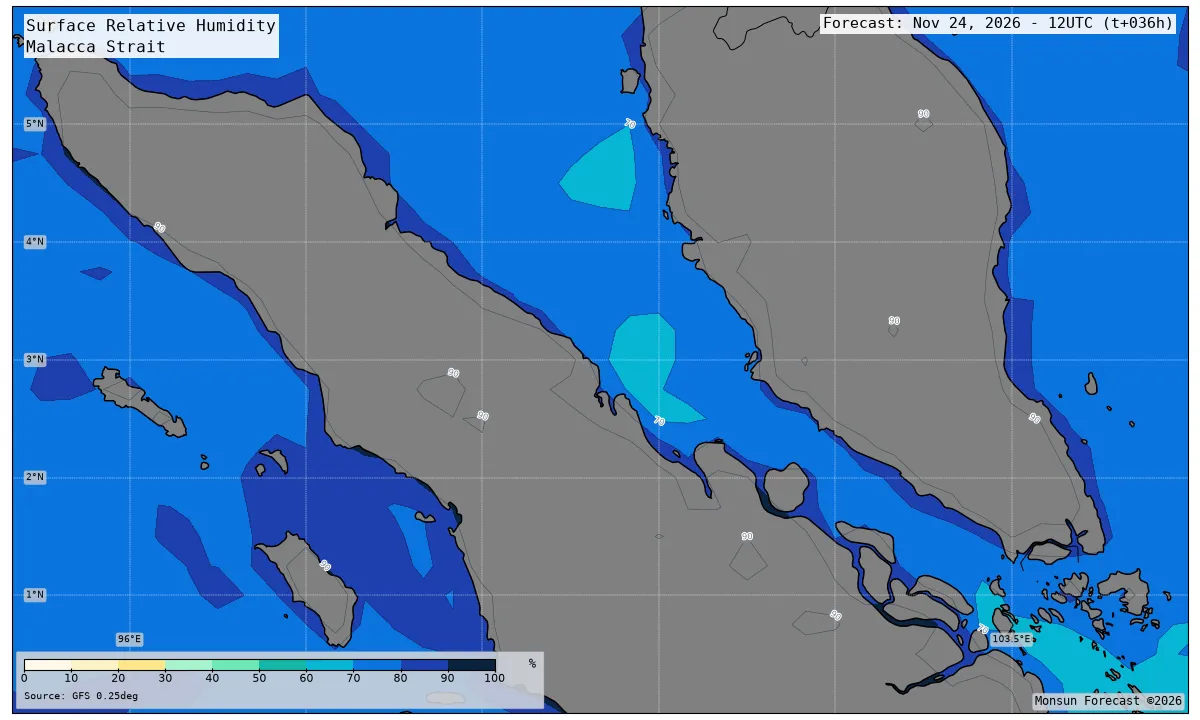 Surface Relative Humidity
Malacca Strait
Forecast: Nov 24, 2026 - 12UTC (t+036h)
90
70
5°N
90
4°N
90
3°N
90
90
70
90
2°N
90
90
1°N
90
70
96°E
103.5°E
%
0 10 20 30 40 50 60 70 80 90 100
Source: GFS 0.25deg
Monsun Forecast ©2026